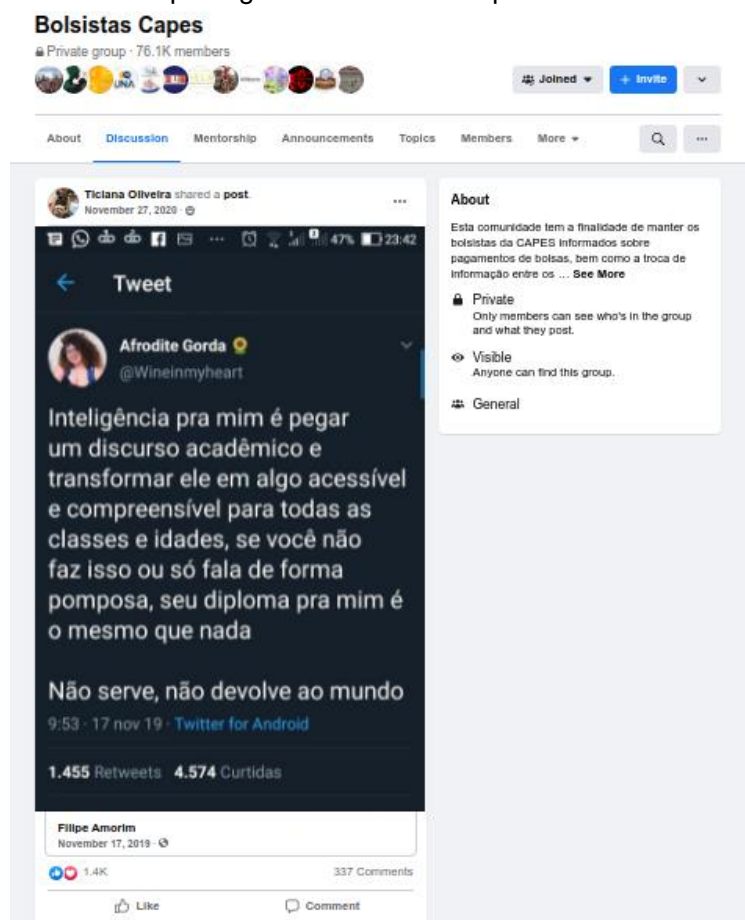 Bolsistas Capes
Private group · 76.1K members
UNA
Joined
+ Invite
About Discussion Mentorship Announcements Topics Members More
Ticiana Oliveira shared a post.
November 27, 2020
47% 23:42
Tweet
Afrodite Gorda
@Wineinmyheart
Inteligência pra mim é pegar
um discurso acadêmico e
transformar ele em algo acessível
e compreensível para todas as
classes e idades, se você não
faz isso ou só fala de forma
pomposa, seu diploma pra mim é
o mesmo que nada
Não serve, não devolve ao mundo
9:53 · 17 nov 19 · Twitter for Android
1.455 Retweets 4.574 Curtidas
Filipe Amorim
November 17, 2019
1.4K 337 Comments
Like Comment
About
Esta comunidade tem a finalidade de manter os
bolsistas da CAPES informados sobre
pagamentos de bolsas, bem como a troca de
informação entre os ... See More
Private
Only members can see who's in the group
and what they post.
Visible
Anyone can find this group.
General